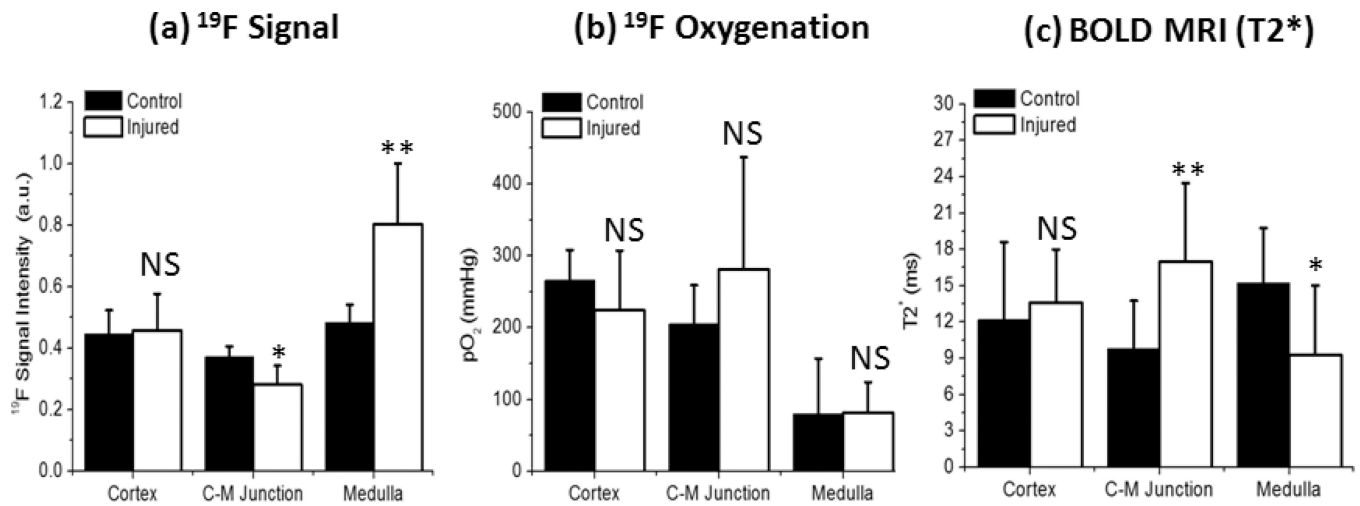 (a) ¹⁹F Signal
Control
Injured
¹⁹F Signal Intensity (a.u.)
1.2
1.0
0.8
0.6
0.4
0.2
0.0
NS
*
**
Cortex C-M Junction Medulla
(b) ¹⁹F Oxygenation
Control
Injured
pO₂ (mmHg)
500
400
300
200
100
0
NS
NS
NS
Cortex C-M Junction Medulla
(c) BOLD MRI (T2*)
Control
Injured
T2* (ms)
30
27
24
21
18
15
12
9
6
3
0
NS
**
*
Cortex C-M Junction Medulla